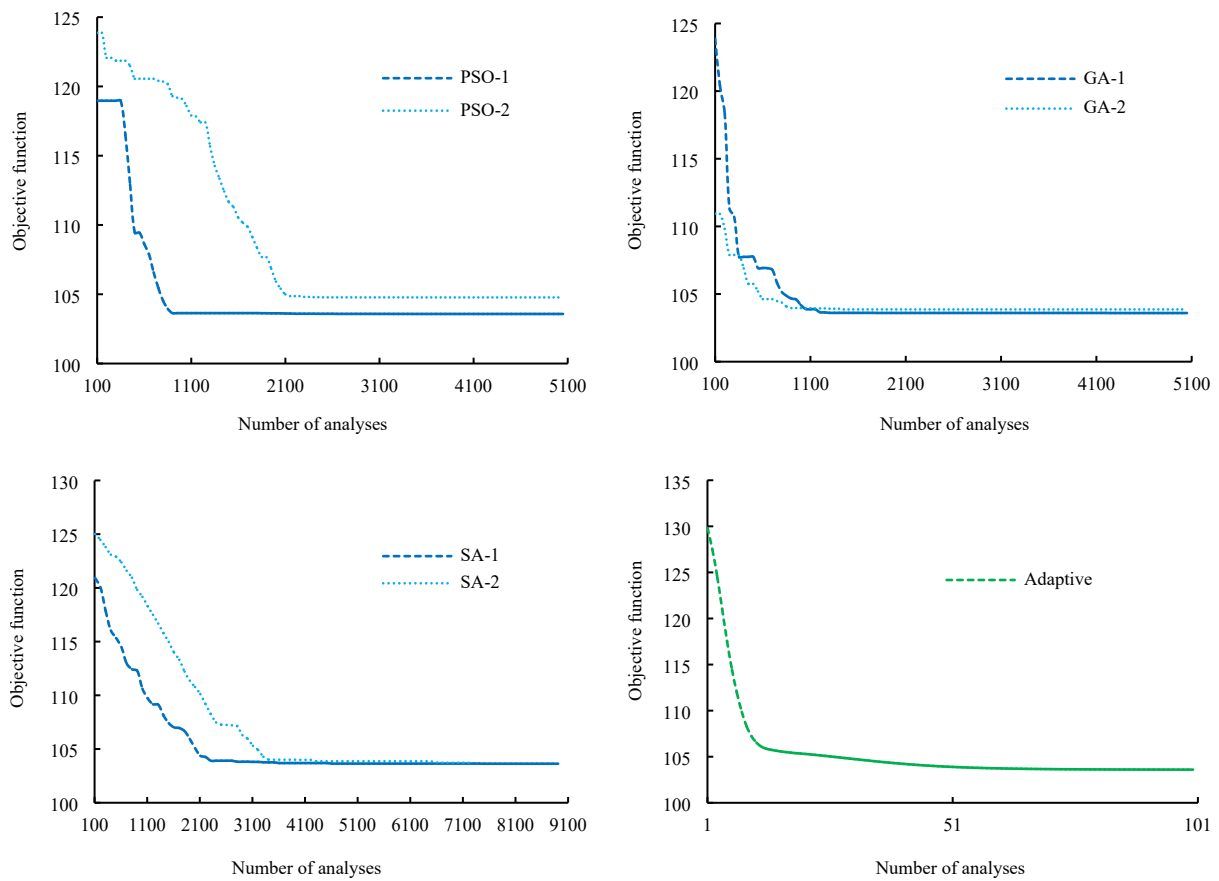 125
120
115
110
105
100
Objective function
100 1100 2100 3100 4100 5100
Number of analyses
PSO-1
PSO-2
125
120
115
110
105
100
Objective function
100 1100 2100 3100 4100 5100
Number of analyses
GA-1
GA-2
130
125
120
115
110
105
100
Objective function
100 1100 2100 3100 4100 5100 6100 7100 8100 9100
Number of analyses
SA-1
SA-2
135
130
125
120
115
110
105
100
Objective function
1 51 101
Number of analyses
Adaptive